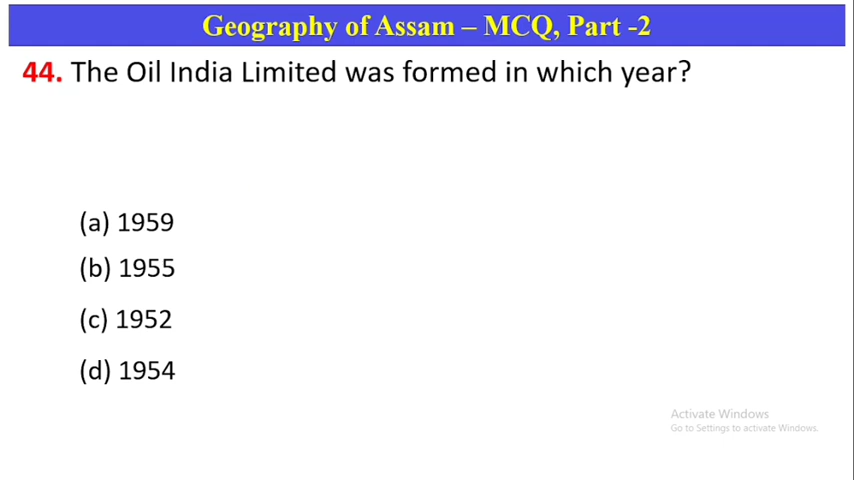 Geography of Assam – MCQ, Part -2
44. The Oil India Limited was formed in which year?
(a) 1959
(b) 1955
(c) 1952
(d) 1954
Activate Windows
Go to Settings to activate Windows.